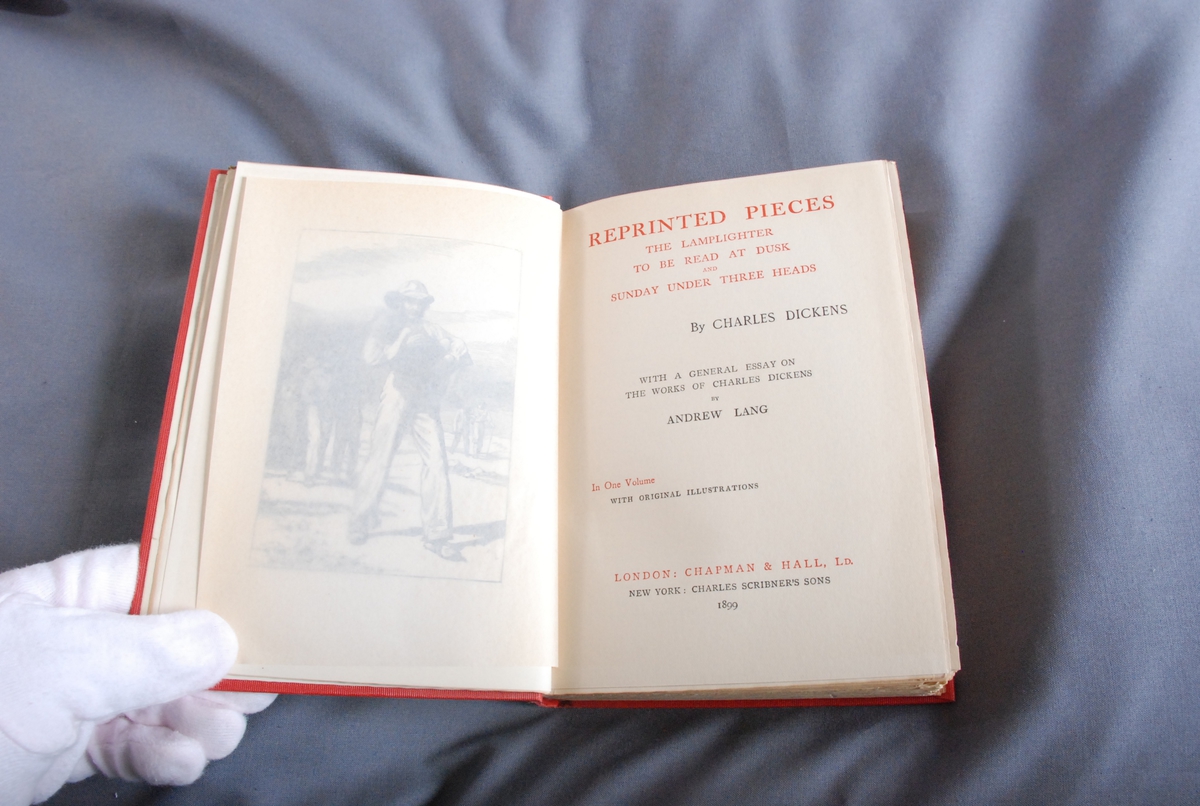 REPRINTED PIECES
THE LAMPLIGHTER
TO BE READ AT DUSK
AND
SUNDAY UNDER THREE HEADS
By CHARLES DICKENS
WITH A GENERAL ESSAY ON
THE WORKS OF CHARLES DICKENS
BY
ANDREW LANG
In One Volume
WITH ORIGINAL ILLUSTRATIONS
LONDON: CHAPMAN & HALL, LD.
NEW YORK: CHARLES SCRIBNER'S SONS
1899